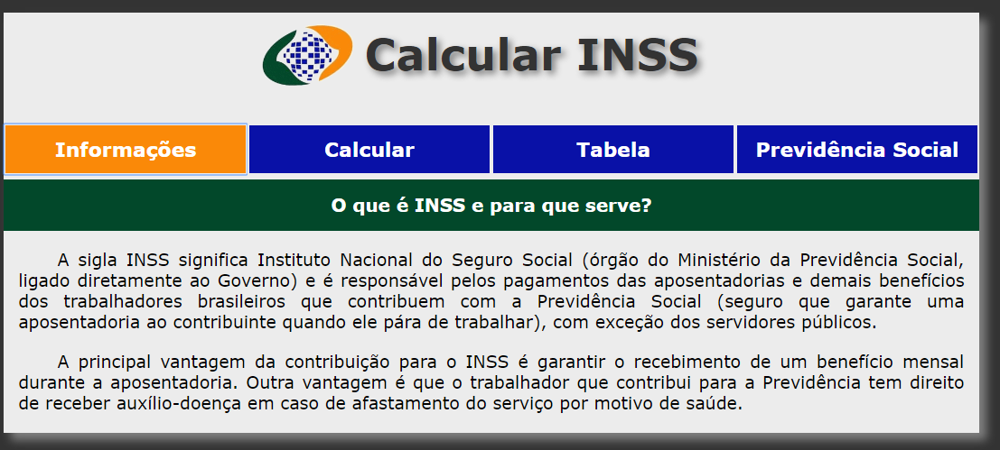 Calcular INSS
Informações
Calcular
Tabela
Previdência Social
O que é INSS e para que serve?
A sigla INSS significa Instituto Nacional do Seguro Social (órgão do Ministério da Previdência Social,
ligado diretamente ao Governo) e é responsável pelos pagamentos das aposentadorias e demais benefícios
dos trabalhadores brasileiros que contribuem com a Previdência Social (seguro que garante uma
aposentadoria ao contribuinte quando ele pára de trabalhar), com exceção dos servidores públicos.
A principal vantagem da contribuição para o INSS é garantir o recebimento de um benefício mensal
durante a aposentadoria. Outra vantagem é que o trabalhador que contribui para a Previdência tem direito
de receber auxílio-doença em caso de afastamento do serviço por motivo de saúde.